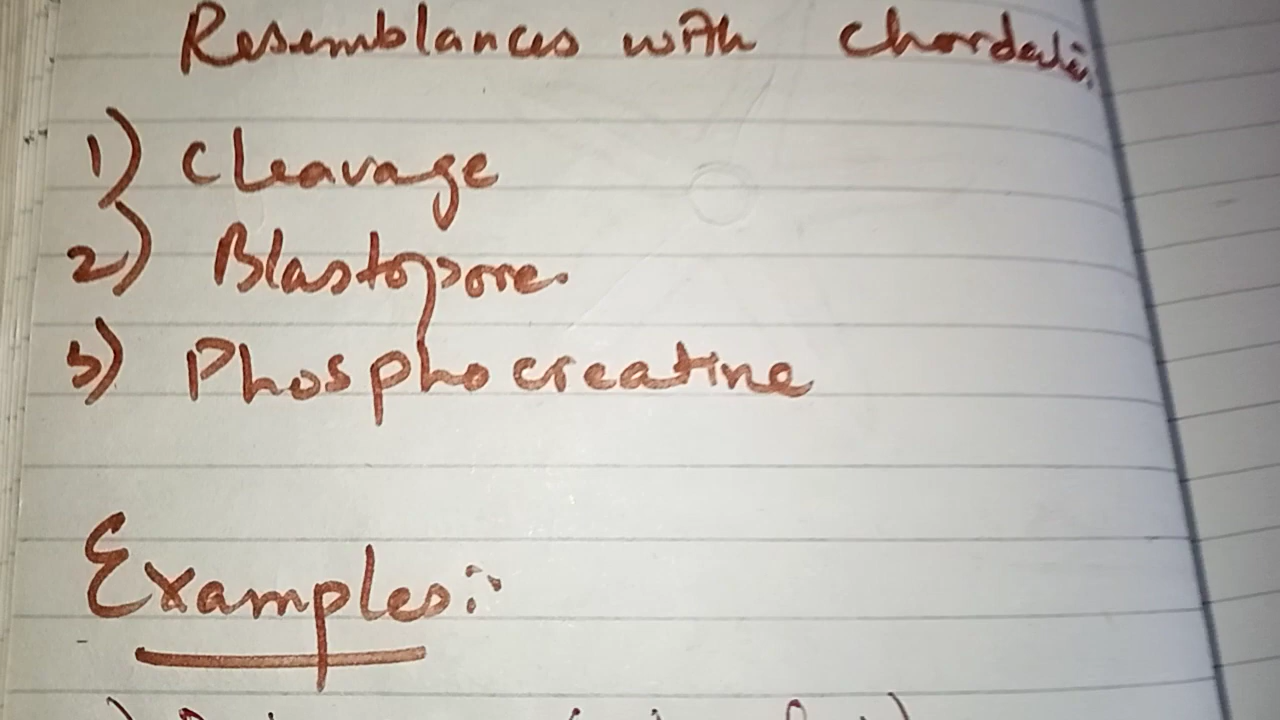 Resemblances with Chordata.
1) Cleavage
2) Blastopore.
3) Phosphocreatine
Examples:-